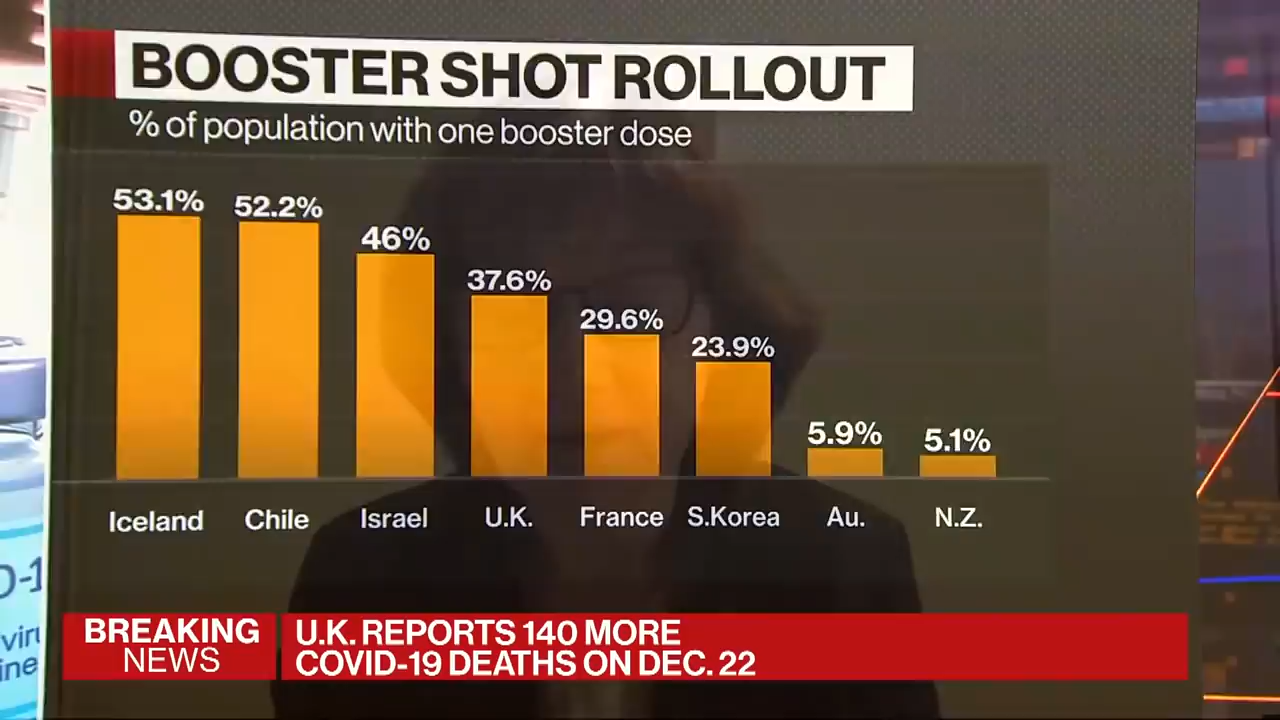 BOOSTER SHOT ROLLOUT
% of population with one booster dose
53.1%
52.2%
46%
37.6%
29.6%
23.9%
5.9%
5.1%
Iceland
Chile
Israel
U.K.
France
S.Korea
Au.
N.Z.
BREAKING
NEWS
U.K. REPORTS 140 MORE
COVID-19 DEATHS ON DEC. 22